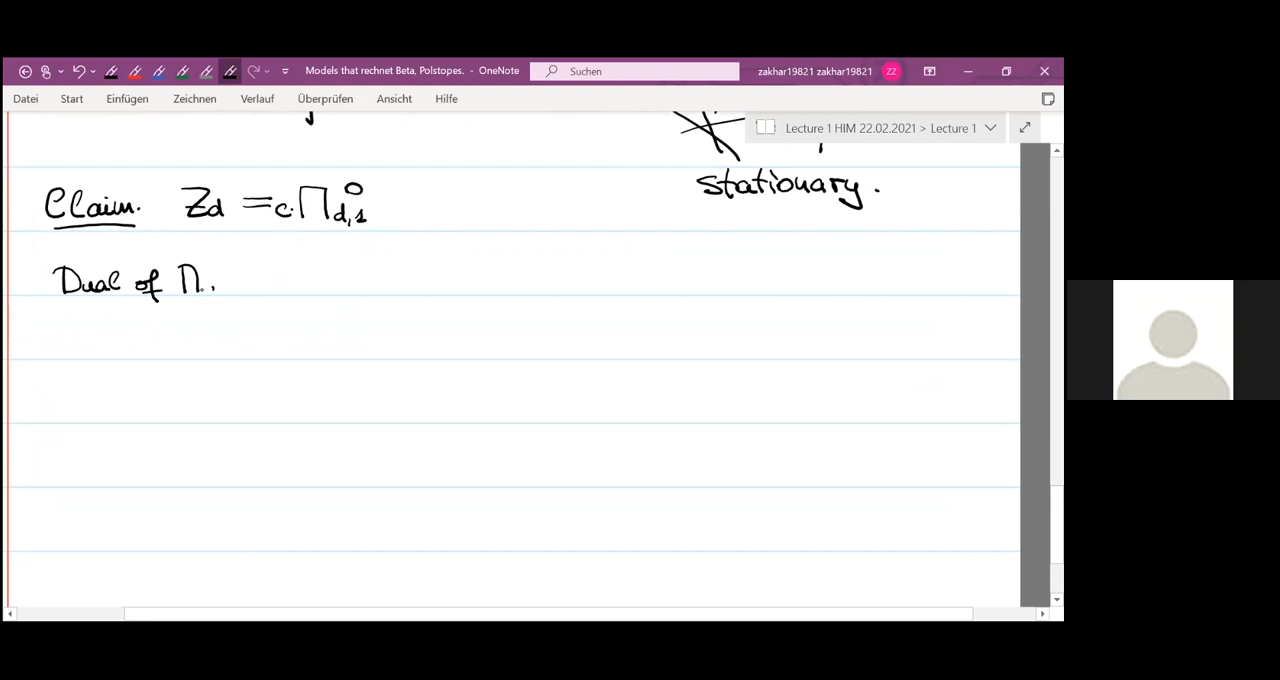 Models that rechnet Beta, Polstopes. - OneNote
Suchen
zakhar19821 zakhar19821
ZZ
Datei Start Einfügen Zeichnen Verlauf Überprüfen Ansicht Hilfe
Lecture 1 HIM 22.02.2021 > Lecture 1
stationary.
Claim. Zd = c. Π°d,1
Dual of Π..